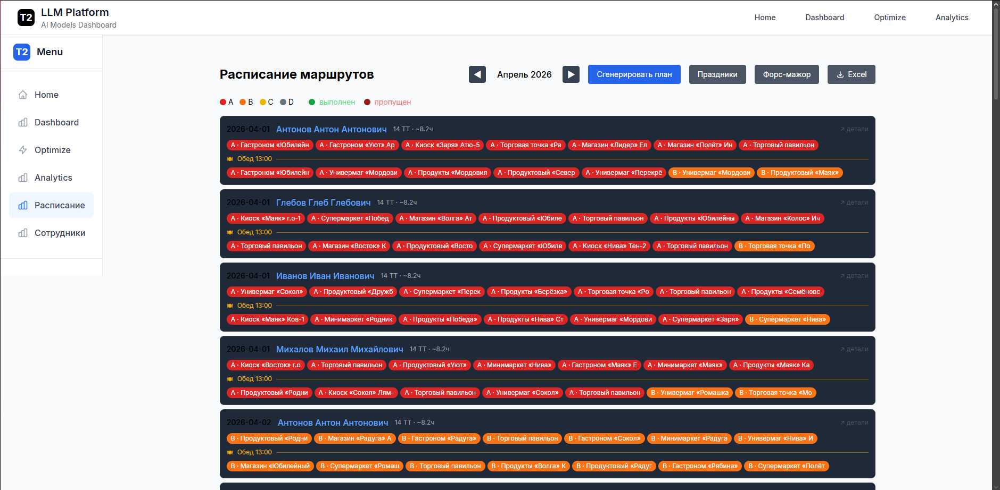 T2 LLM Platform
AI Models Dashboard
Home Dashboard Optimize Analytics
T2 Menu
Home
Dashboard
Optimize
Analytics
Расписание
Сотрудники
Расписание маршрутов
Апрель 2026
Сгенерировать план
Праздники
Форс-мажор
Excel
A B C D выполнен пропущен
2026-04-01 Антонов Антон Антонович 14 ТТ · ~8.2ч ↗ детали
A · Гастроном «Юбилейн A · Гастроном «Уют» Ар A · Киоск «Заря» Атю-5 A · Торговая точка «Ра A · Магазин «Лидер» Ел A · Магазин «Полёт» Ин A · Торговый павильон
Обед 13:00
A · Гастроном «Юбилейн A · Универмаг «Мордови A · Продукты «Мордовия A · Продуктовый «Север A · Универмаг «Перекрё B · Универмаг «Мордови B · Продуктовый «Маяк»
2026-04-01 Глебов Глеб Глебович 14 ТТ · ~8.2ч ↗ детали
A · Киоск «Маяк» г.о-1 A · Супермаркет «Побед A · Магазин «Волга» Ат A · Продуктовый «Юбиле A · Торговый павильон A · Продукты «Юбилейны A · Магазин «Колос» Ич
Обед 13:00
A · Торговый павильон A · Магазин «Восток» К A · Продуктовый «Восто A · Супермаркет «Юбиле A · Киоск «Нива» Тен-2 A · Торговый павильон B · Торговая точка «По
2026-04-01 Иванов Иван Иванович 14 ТТ · ~8.2ч ↗ детали
A · Универмаг «Сокол» A · Продуктовый «Дружб A · Супермаркет «Перек A · Продукты «Берёзка» A · Торговая точка «Ро A · Торговый павильон A · Продукты «Семёновс
Обед 13:00
A · Киоск «Маяк» Ков-1 A · Минимаркет «Родник A · Продукты «Победа» A · Продукты «Нива» Ст A · Универмаг «Мордови A · Супермаркет «Заря» B · Супермаркет «Нива»
2026-04-01 Михалов Михаил Михайлович 14 ТТ · ~8.2ч ↗ детали
A · Киоск «Восток» г.о A · Торговый павильон A · Продуктовый «Уют» A · Минимаркет «Нива» A · Гастроном «Маяк» Е A · Минимаркет «Маяк» A · Продукты «Маяк» Ка
Обед 13:00
A · Продуктовый «Родни A · Киоск «Сокол» Лям- A · Торговый павильон A · Универмаг «Сокол» A · Торговый павильон B · Универмаг «Ромашка B · Торговая точка «Мо
2026-04-02 Антонов Антон Антонович 14 ТТ · ~8.2ч ↗ детали
B · Продуктовый «Родни B · Магазин «Радуга» А B · Гастроном «Радуга» B · Торговый павильон B · Гастроном «Сокол» B · Минимаркет «Радуга B · Универмаг «Нива» И
Обед 13:00
B · Магазин «Юбилейный B · Супермаркет «Ромаш B · Торговый павильон B · Продукты «Волга» К B · Продуктовый «Радуг B · Гастроном «Рябина» B · Супермаркет «Полёт